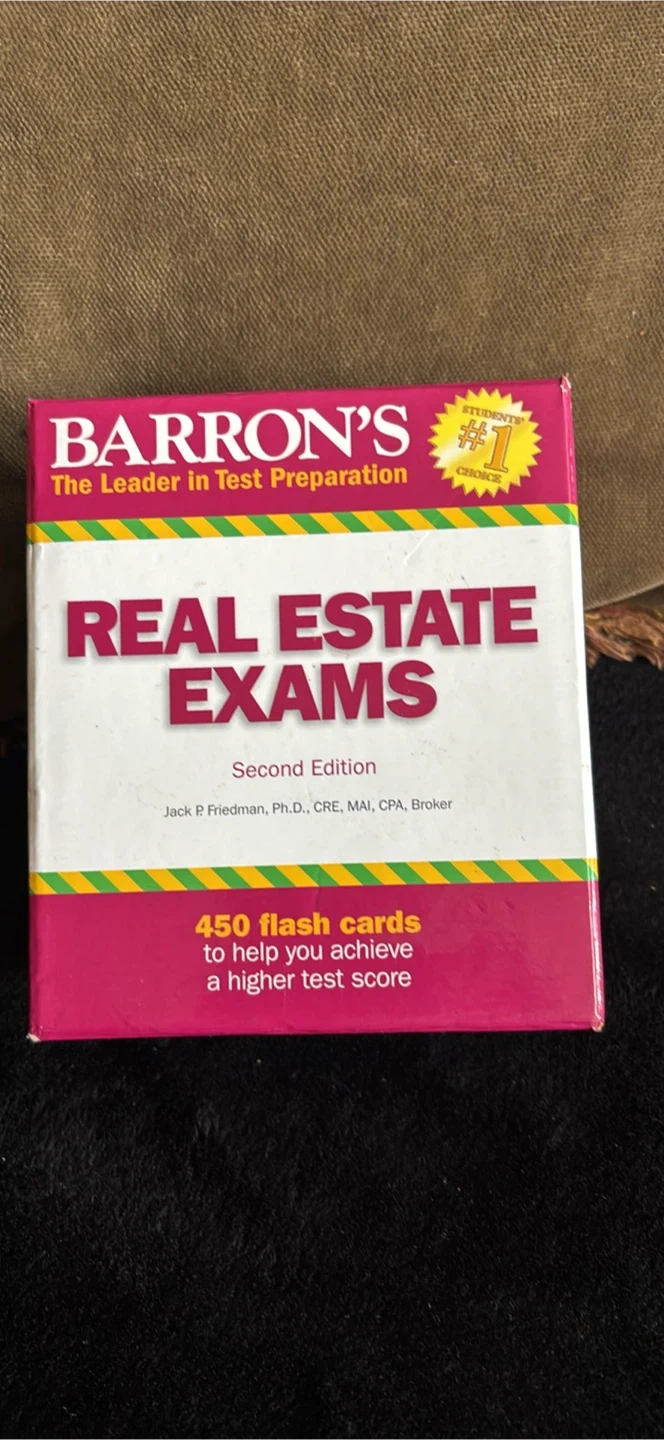 BARRON'S
The Leader in Test Preparation
STUDENTS'
#1
CHOICE
REAL ESTATE
EXAMS
Second Edition
Jack P. Friedman, Ph.D., CRE, MAI, CPA, Broker
450 flash cards
to help you achieve
a higher test score